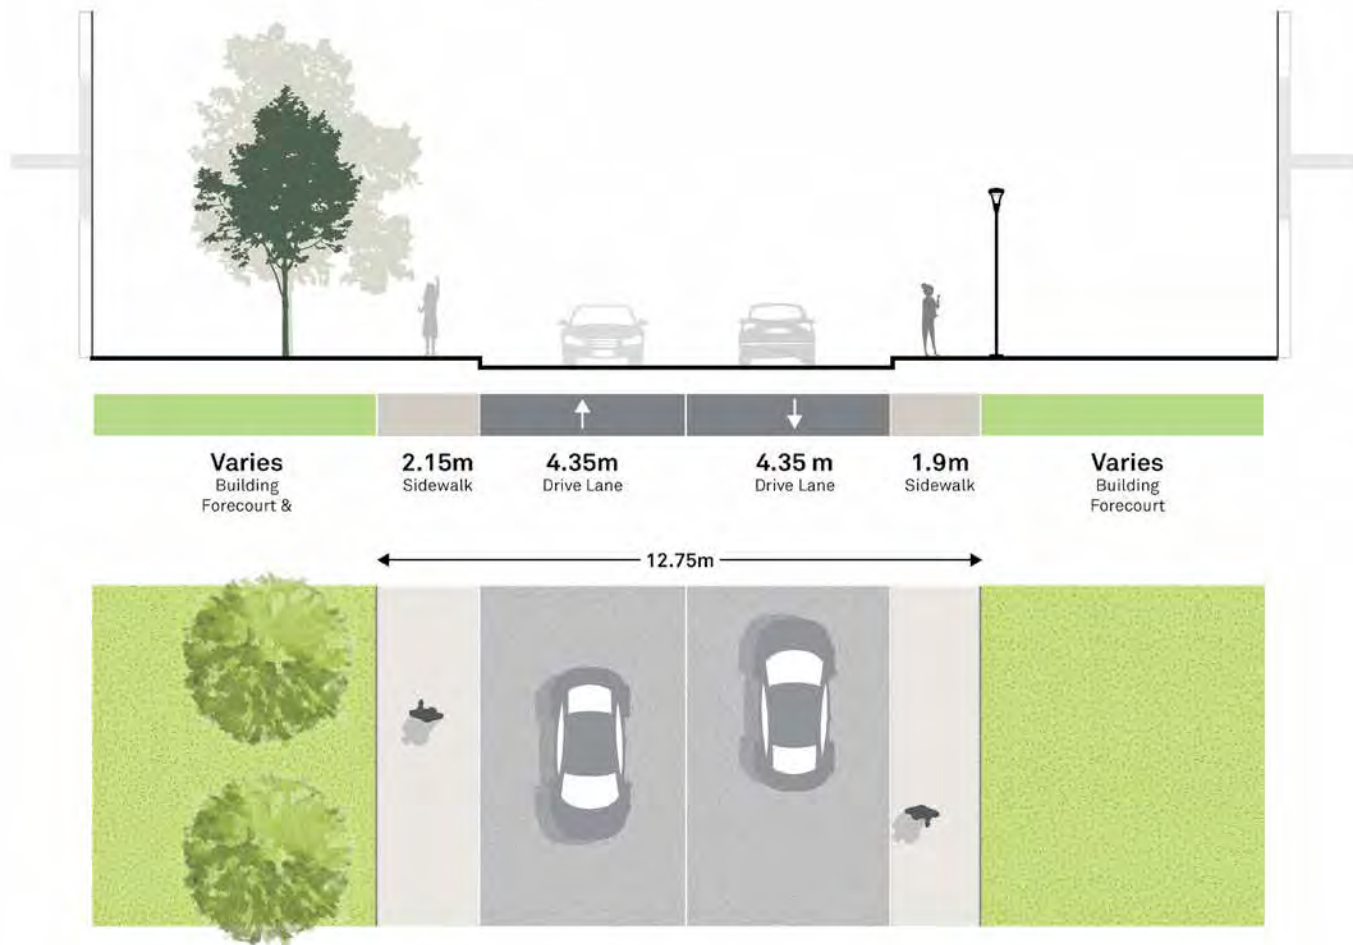 Varies
Building
Forecourt &
2.15m
Sidewalk
4.35m
Drive Lane
4.35 m
Drive Lane
1.9m
Sidewalk
Varies
Building
Forecourt
12.75m